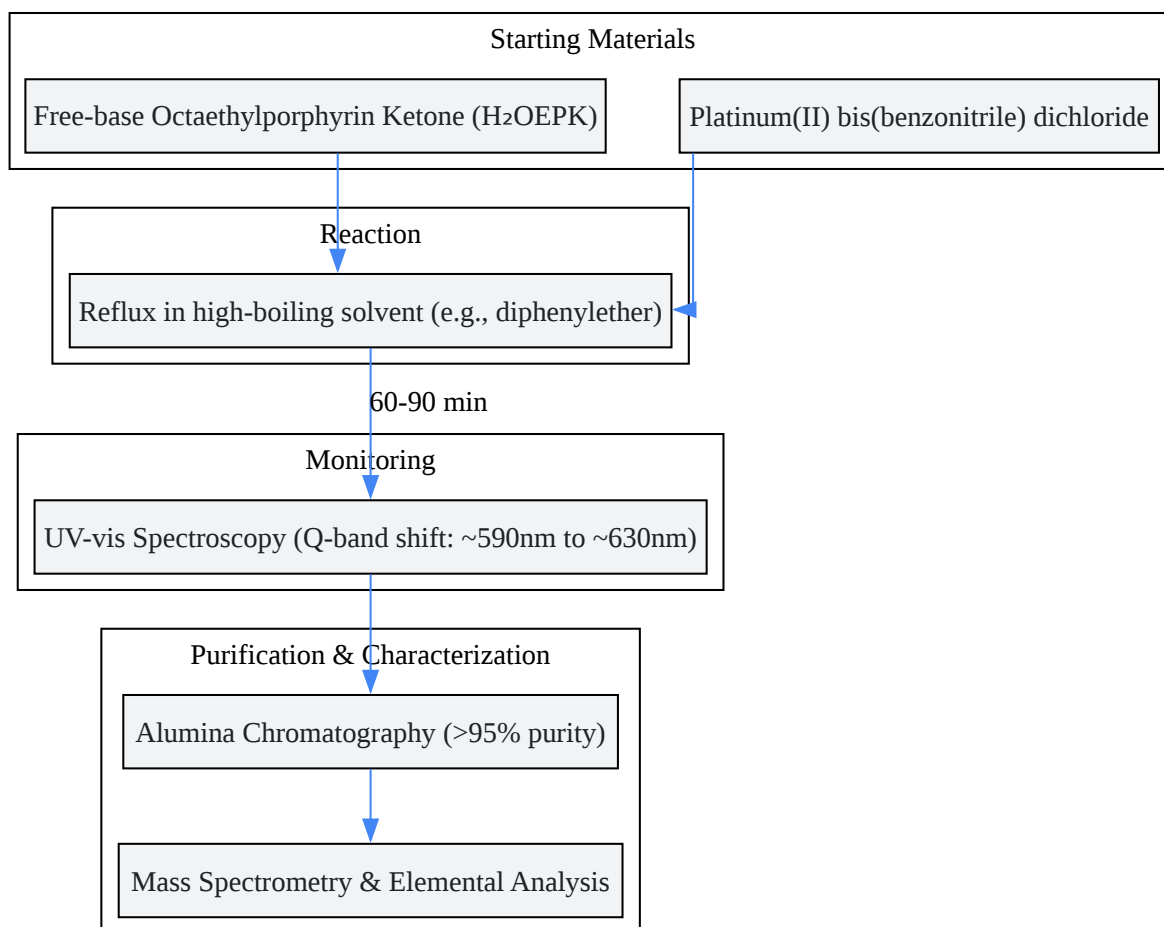 Starting Materials
Free-base Octaethylporphyrin Ketone (H₂OEPK)
Platinum(II) bis(benzonitrile) dichloride
Reaction
Reflux in high-boiling solvent (e.g., diphenylether)
60-90 min
Monitoring
UV-vis Spectroscopy (Q-band shift: ~590nm to ~630nm)
Purification & Characterization
Alumina Chromatography (>95% purity)
Mass Spectrometry & Elemental Analysis